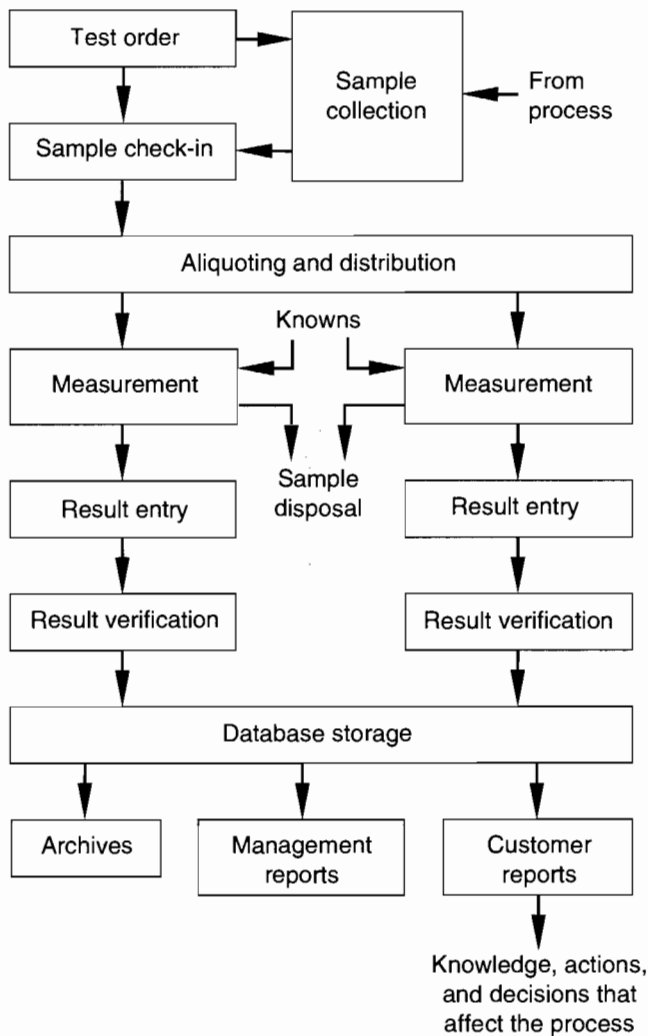 Test order
Sample
collection
From
process
Sample check-in
Aliquoting and distribution
Knowns
Measurement
Measurement
Sample
disposal
Result entry
Result entry
Result verification
Result verification
Database storage
Archives
Management
reports
Customer
reports
Knowledge, actions,
and decisions that
affect the process